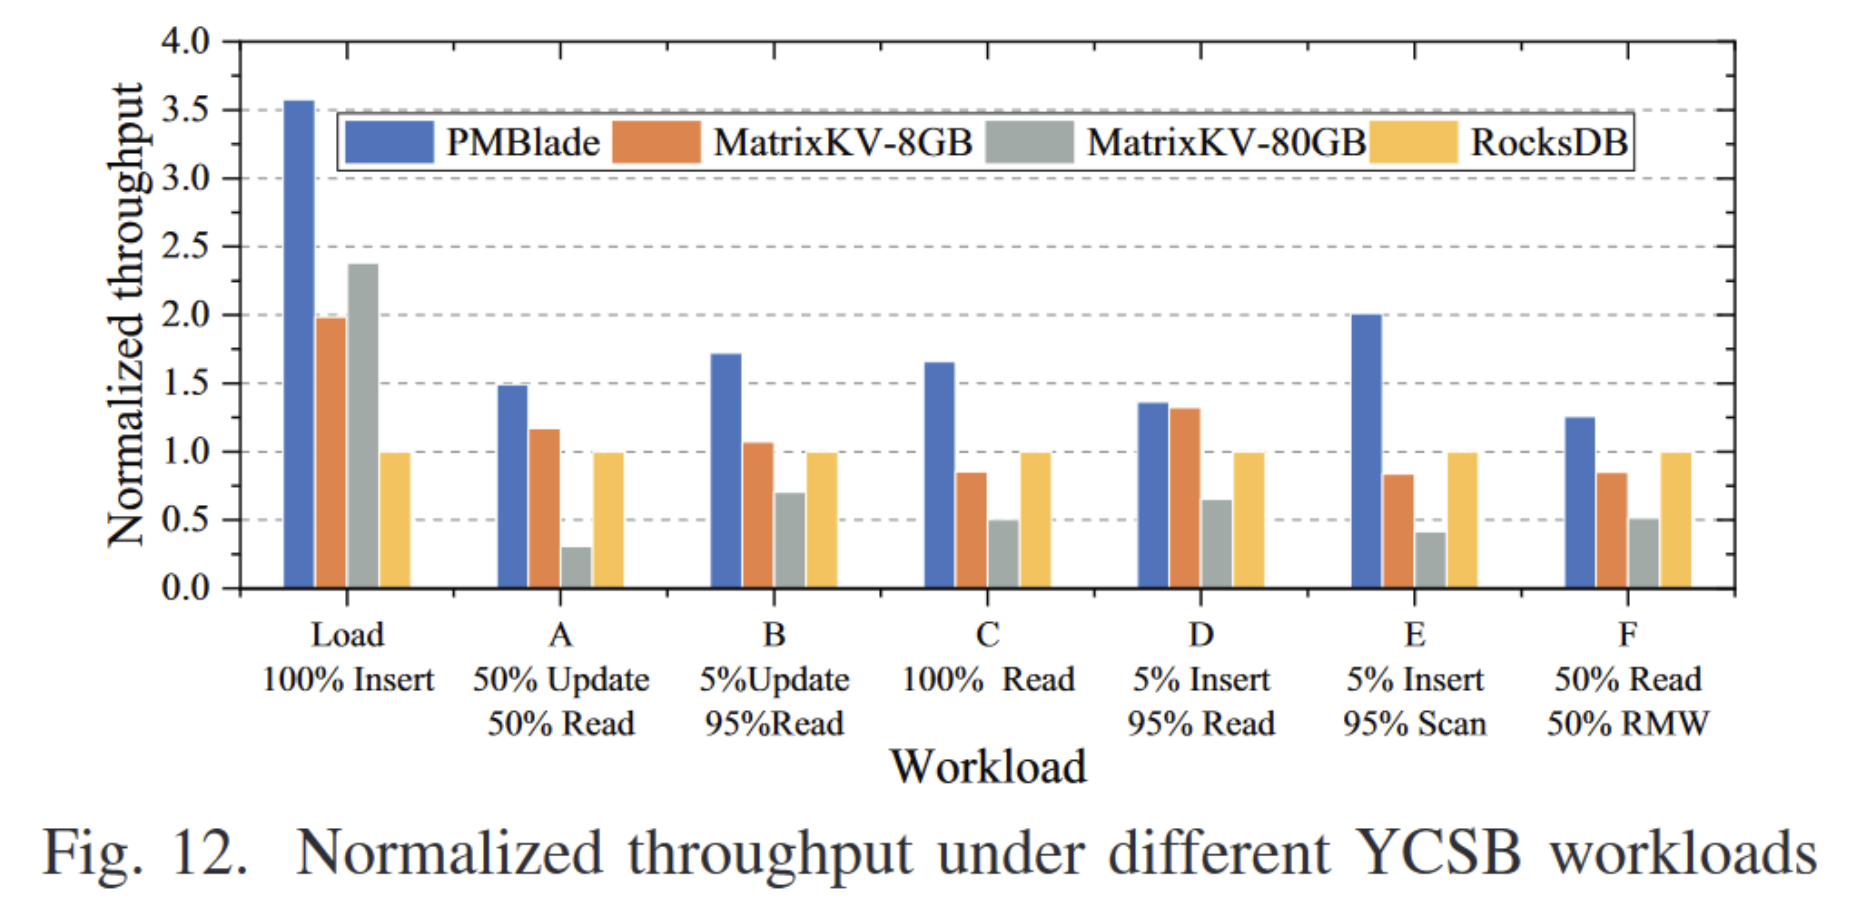 4.0
3.5
3.0
2.5
2.0
1.5
1.0
0.5
0.0
Normalized throughput
PMBlade MatrixKV-8GB MatrixKV-80GB RocksDB
Load A B C D E F
100% Insert 50% Update 5%Update 100% Read 5% Insert 5% Insert 50% Read
50% Read 95%Read 95% Read 95% Scan 50% RMW
Workload
Fig. 12. Normalized throughput under different YCSB workloads